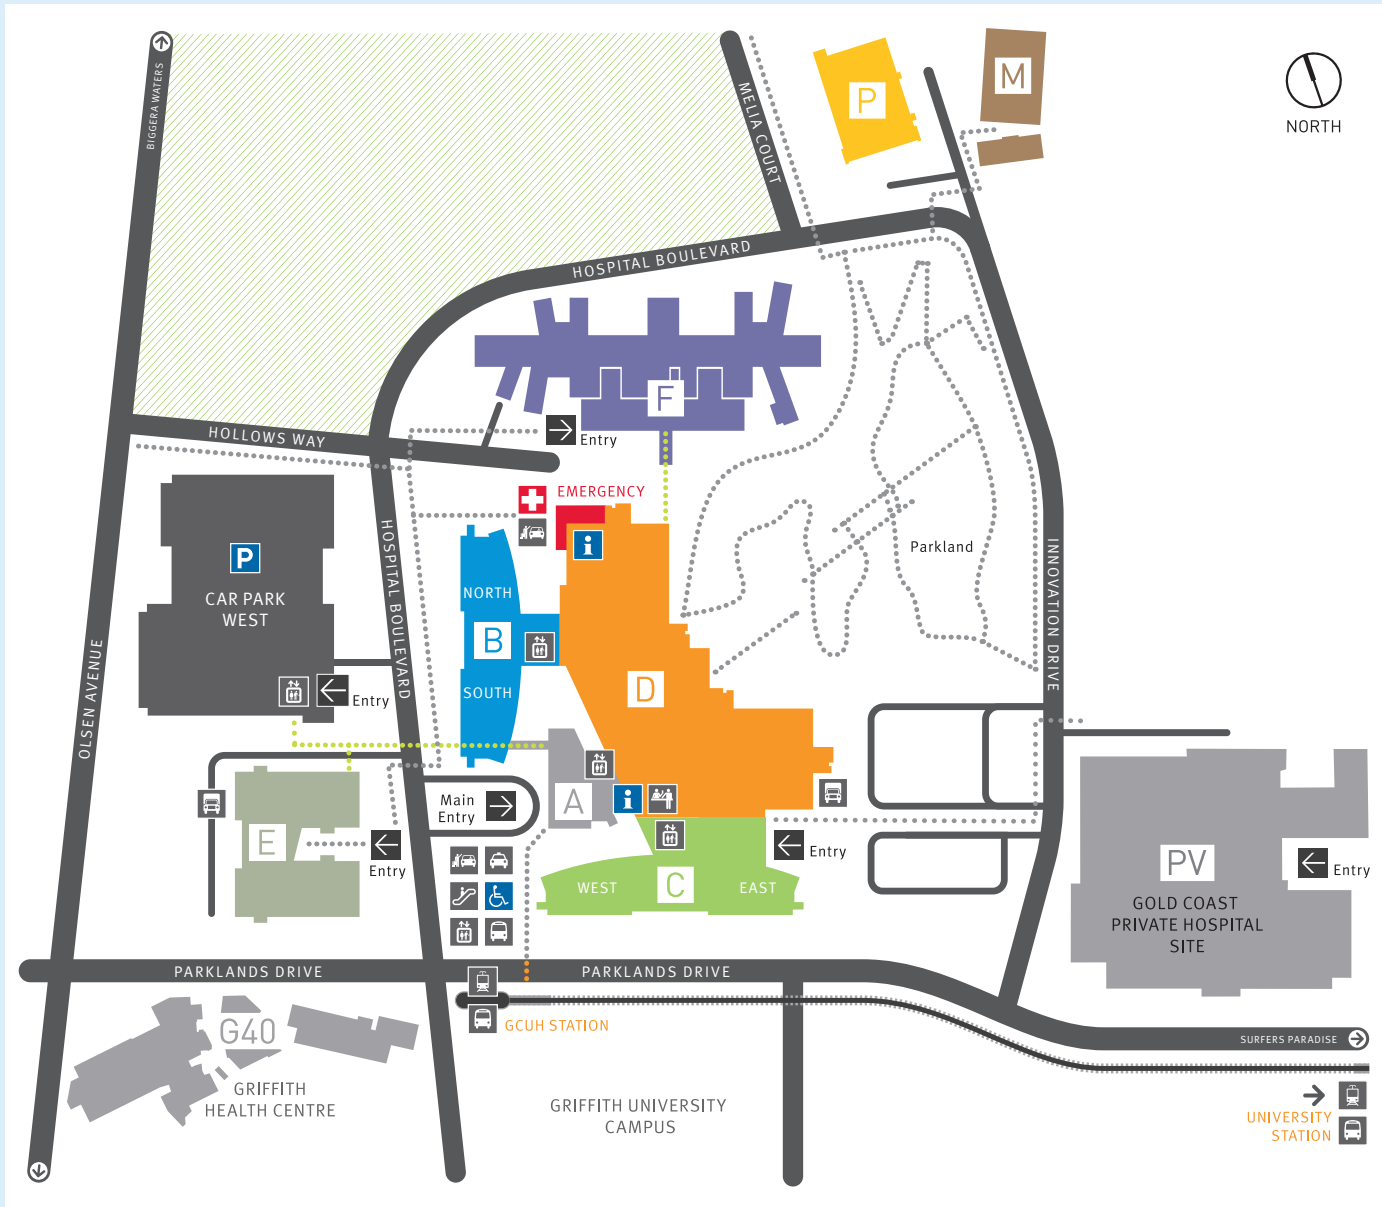 BIGGERA WATERS
MELIA COURT
P
M
NORTH
HOSPITAL BOULEVARD
F
Entry
HOLLOWS WAY
EMERGENCY
i
P
CAR PARK
WEST
HOSPITAL BOULEVARD
NORTH
B
SOUTH
D
Parkland
INNOVATION DRIVE
OLSEN AVENUE
Entry
Main
Entry
A
i
E
Entry
Entry
WEST
C
EAST
PV
Entry
GOLD COAST
PRIVATE HOSPITAL
SITE
PARKLANDS DRIVE
PARKLANDS DRIVE
G40
GCUH STATION
SURFERS PARADISE
GRIFFITH
HEALTH CENTRE
GRIFFITH UNIVERSITY
CAMPUS
UNIVERSITY
STATION